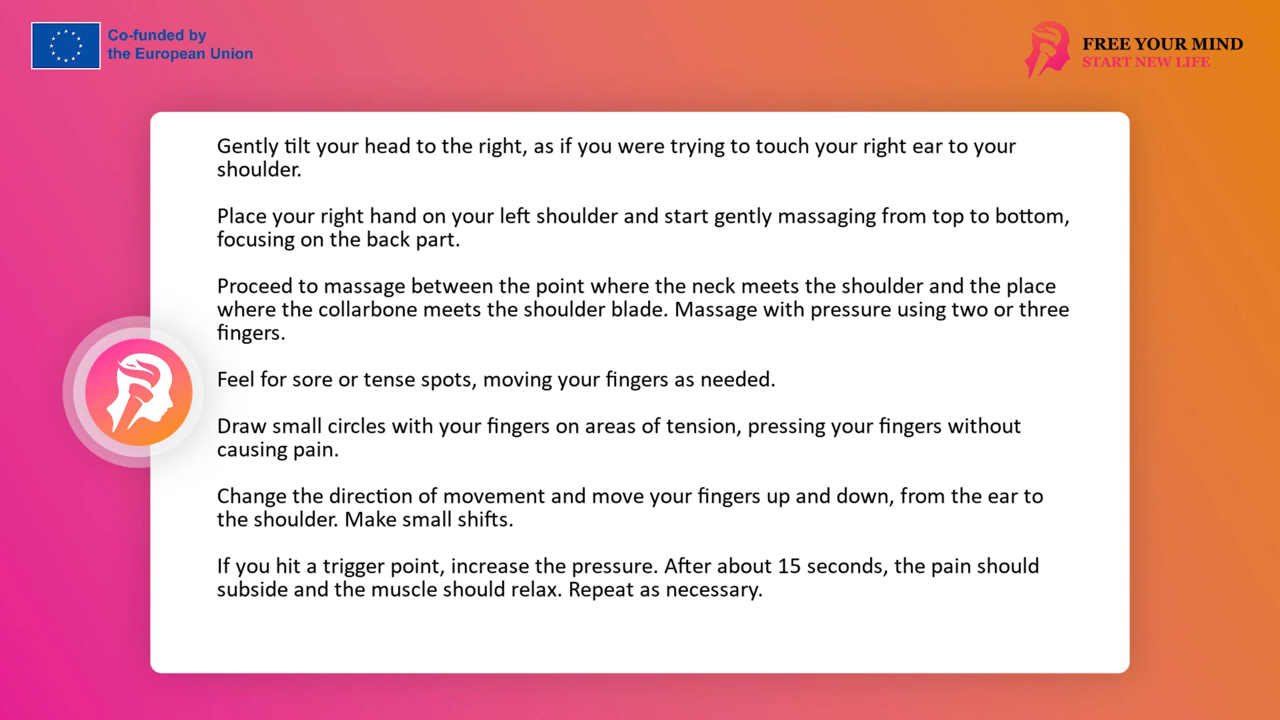 Co-funded by
the European Union
FREE YOUR MIND
START NEW LIFE
Gently tilt your head to the right, as if you were trying to touch your right ear to your
shoulder.
Place your right hand on your left shoulder and start gently massaging from top to bottom,
focusing on the back part.
Proceed to massage between the point where the neck meets the shoulder and the place
where the collarbone meets the shoulder blade. Massage with pressure using two or three
fingers.
Feel for sore or tense spots, moving your fingers as needed.
Draw small circles with your fingers on areas of tension, pressing your fingers without
causing pain.
Change the direction of movement and move your fingers up and down, from the ear to
the shoulder. Make small shifts.
If you hit a trigger point, increase the pressure. After about 15 seconds, the pain should
subside and the muscle should relax. Repeat as necessary.